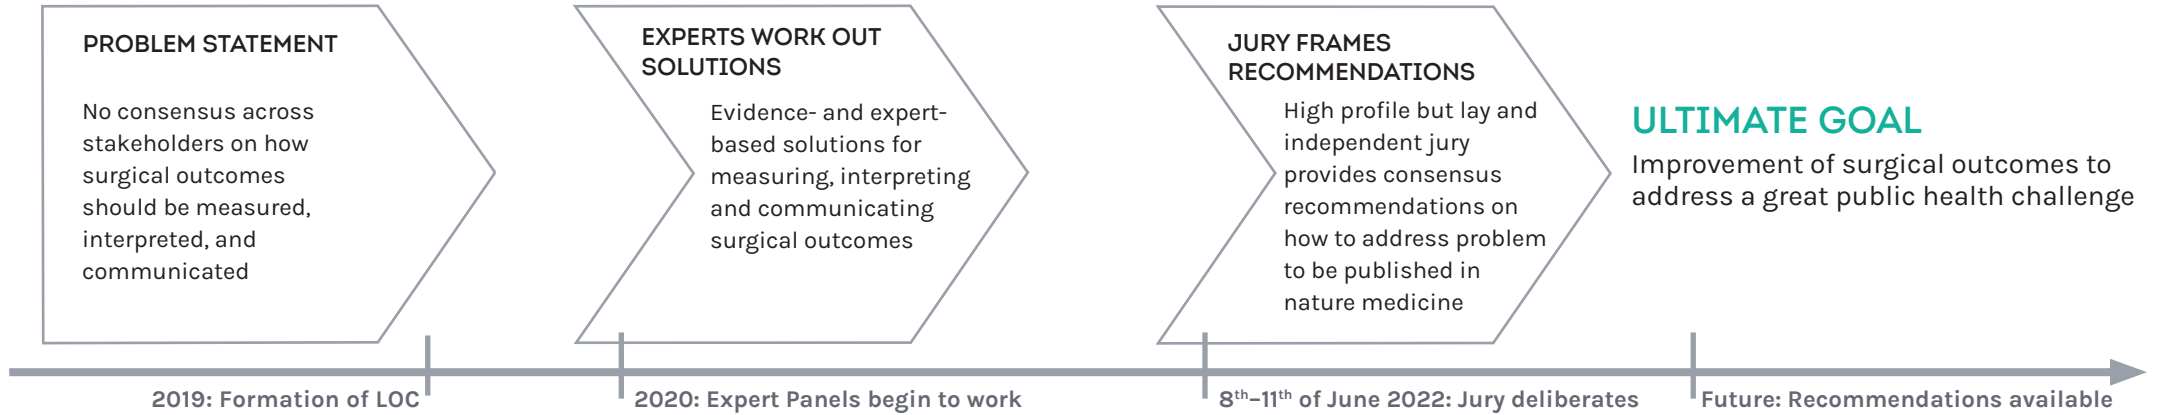 PROBLEM STATEMENT
No consensus across
stakeholders on how
surgical outcomes
should be measured,
interpreted, and
communicated
EXPERTS WORK OUT
SOLUTIONS
Evidence- and expert-
based solutions for
measuring, interpreting
and communicating
surgical outcomes
JURY FRAMES
RECOMMENDATIONS
High profile but lay and
independent jury
provides consensus
recommendations on
how to address problem
to be published in
nature medicine
ULTIMATE GOAL
Improvement of surgical outcomes to
address a great public health challenge
2019: Formation of LOC
2020: Expert Panels begin to work
8th–11th of June 2022: Jury deliberates
Future: Recommendations available